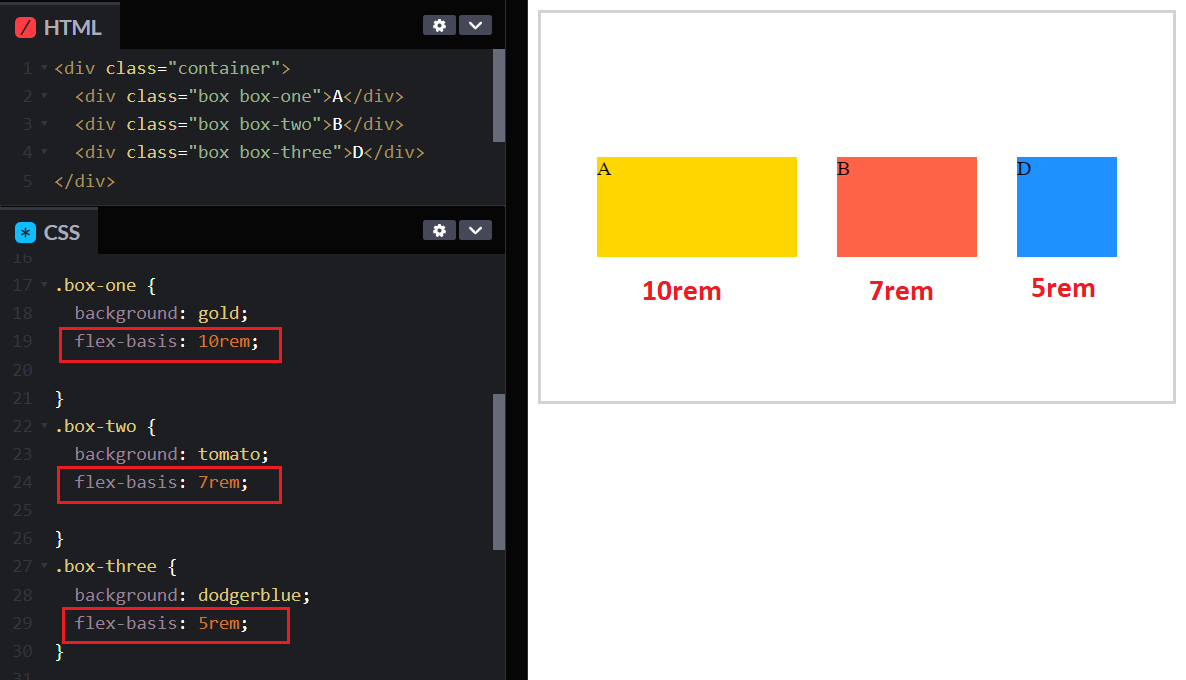 HTML
1 <div class="container">
2 <div class="box box-one">A</div>
3 <div class="box box-two">B</div>
4 <div class="box box-three">D</div>
5 </div>
CSS
16
17 .box-one {
18 background: gold;
19 flex-basis: 10rem;
20
21 }
22 .box-two {
23 background: tomato;
24 flex-basis: 7rem;
25
26 }
27 .box-three {
28 background: dodgerblue;
29 flex-basis: 5rem;
30 }
31
A B D
10rem 7rem 5rem